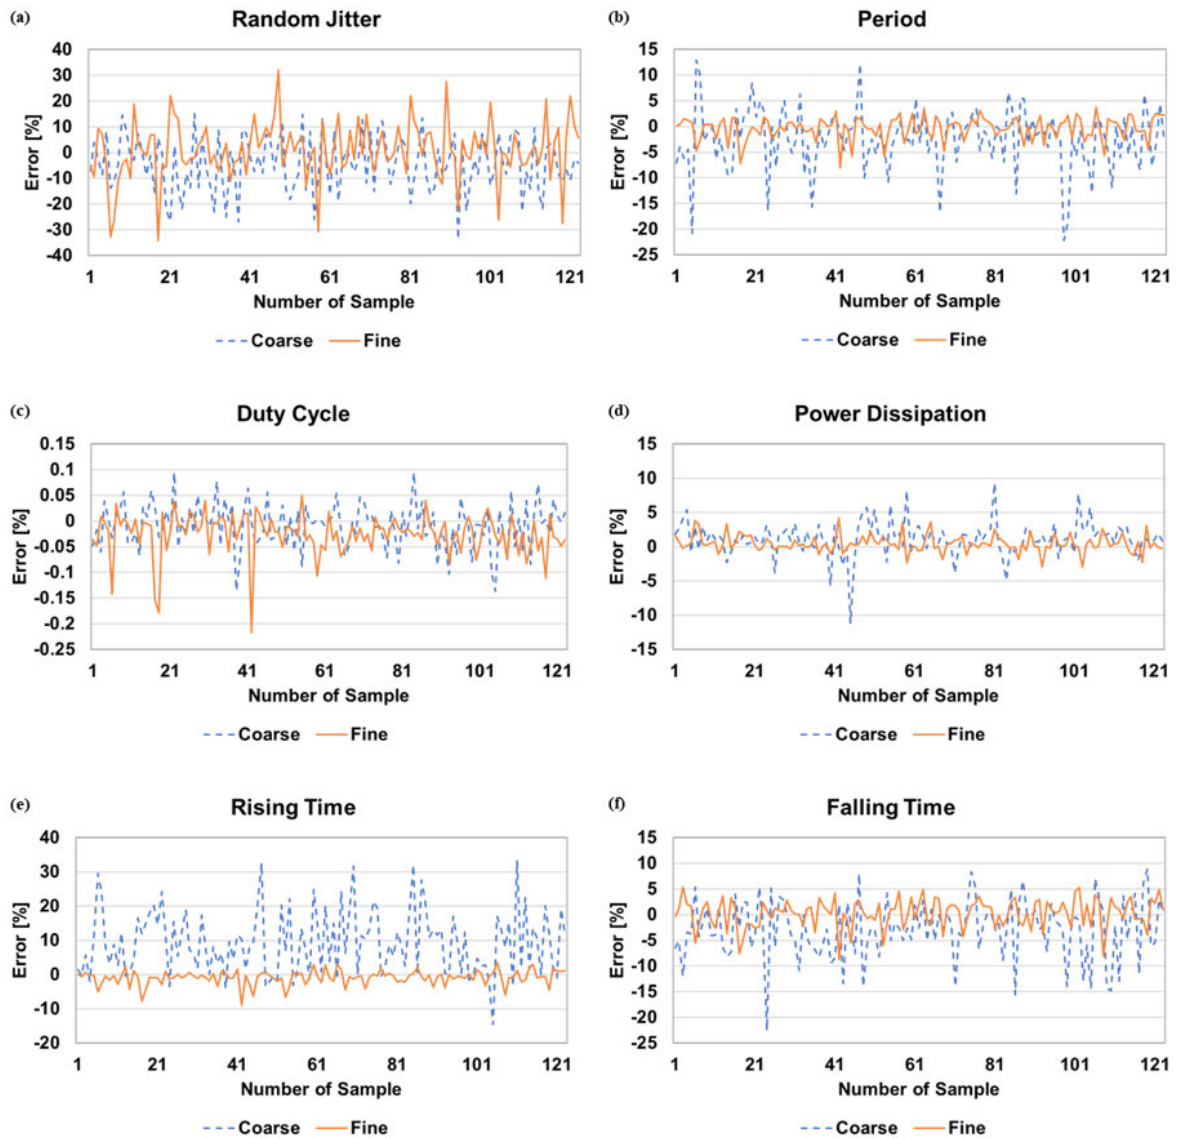 (a) Random Jitter
40
30
20
10
0
-10
-20
-30
-40
Error [%]
1 21 41 61 81 101 121
Number of Sample
Coarse Fine
(b) Period
15
10
5
0
-5
-10
-15
-20
-25
Error [%]
1 21 41 61 81 101 121
Number of Sample
Coarse Fine
(c) Duty Cycle
0.15
0.1
0.05
0
-0.05
-0.1
-0.15
-0.2
-0.25
Error [%]
1 21 41 61 81 101 121
Number of Sample
Coarse Fine
(d) Power Dissipation
15
10
5
0
-5
-10
-15
Error [%]
1 21 41 61 81 101 121
Number of Sample
Coarse Fine
(e) Rising Time
40
30
20
10
0
-10
-20
Error [%]
1 21 41 61 81 101 121
Number of Sample
Coarse Fine
(f) Falling Time
15
10
5
0
-5
-10
-15
-20
-25
Error [%]
1 21 41 61 81 101 121
Number of Sample
Coarse Fine